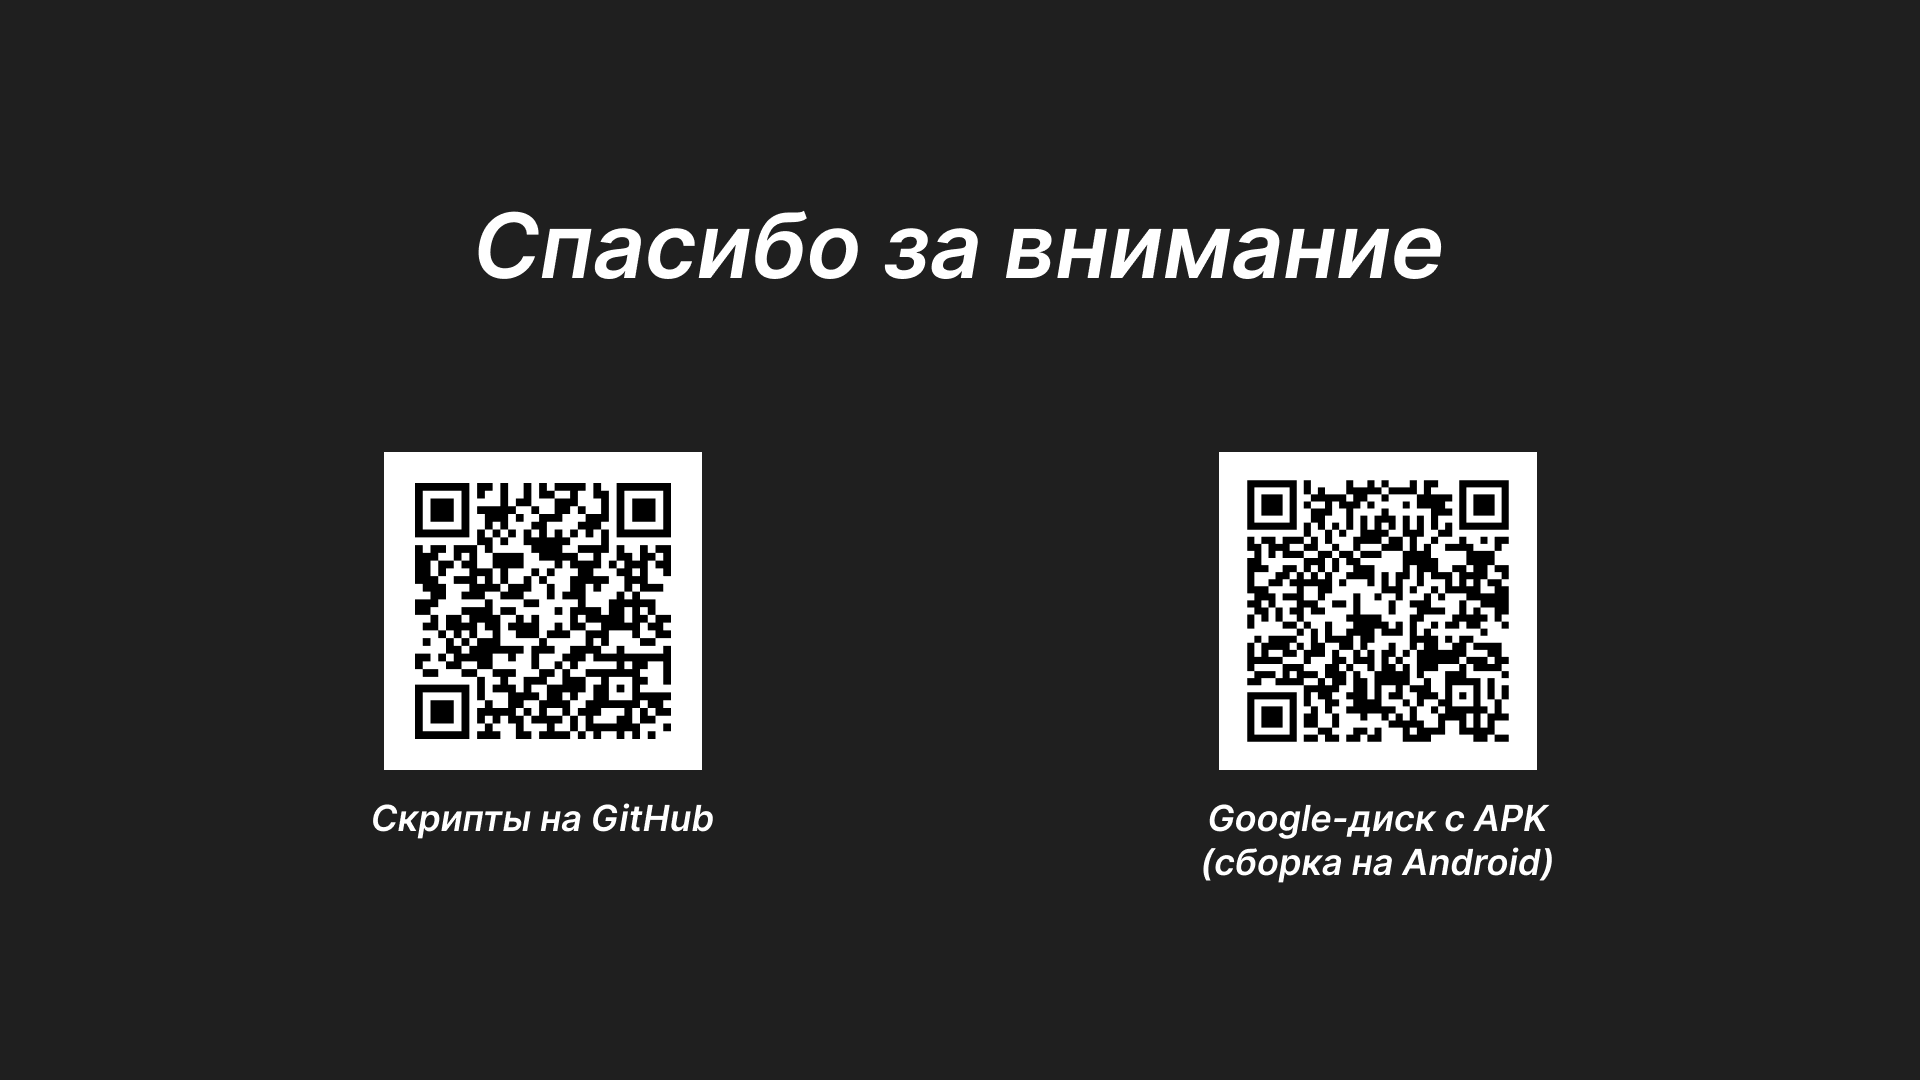 Спасибо за внимание
Скрипты на GitHub
Google-диск с APK
(сборка на Android)